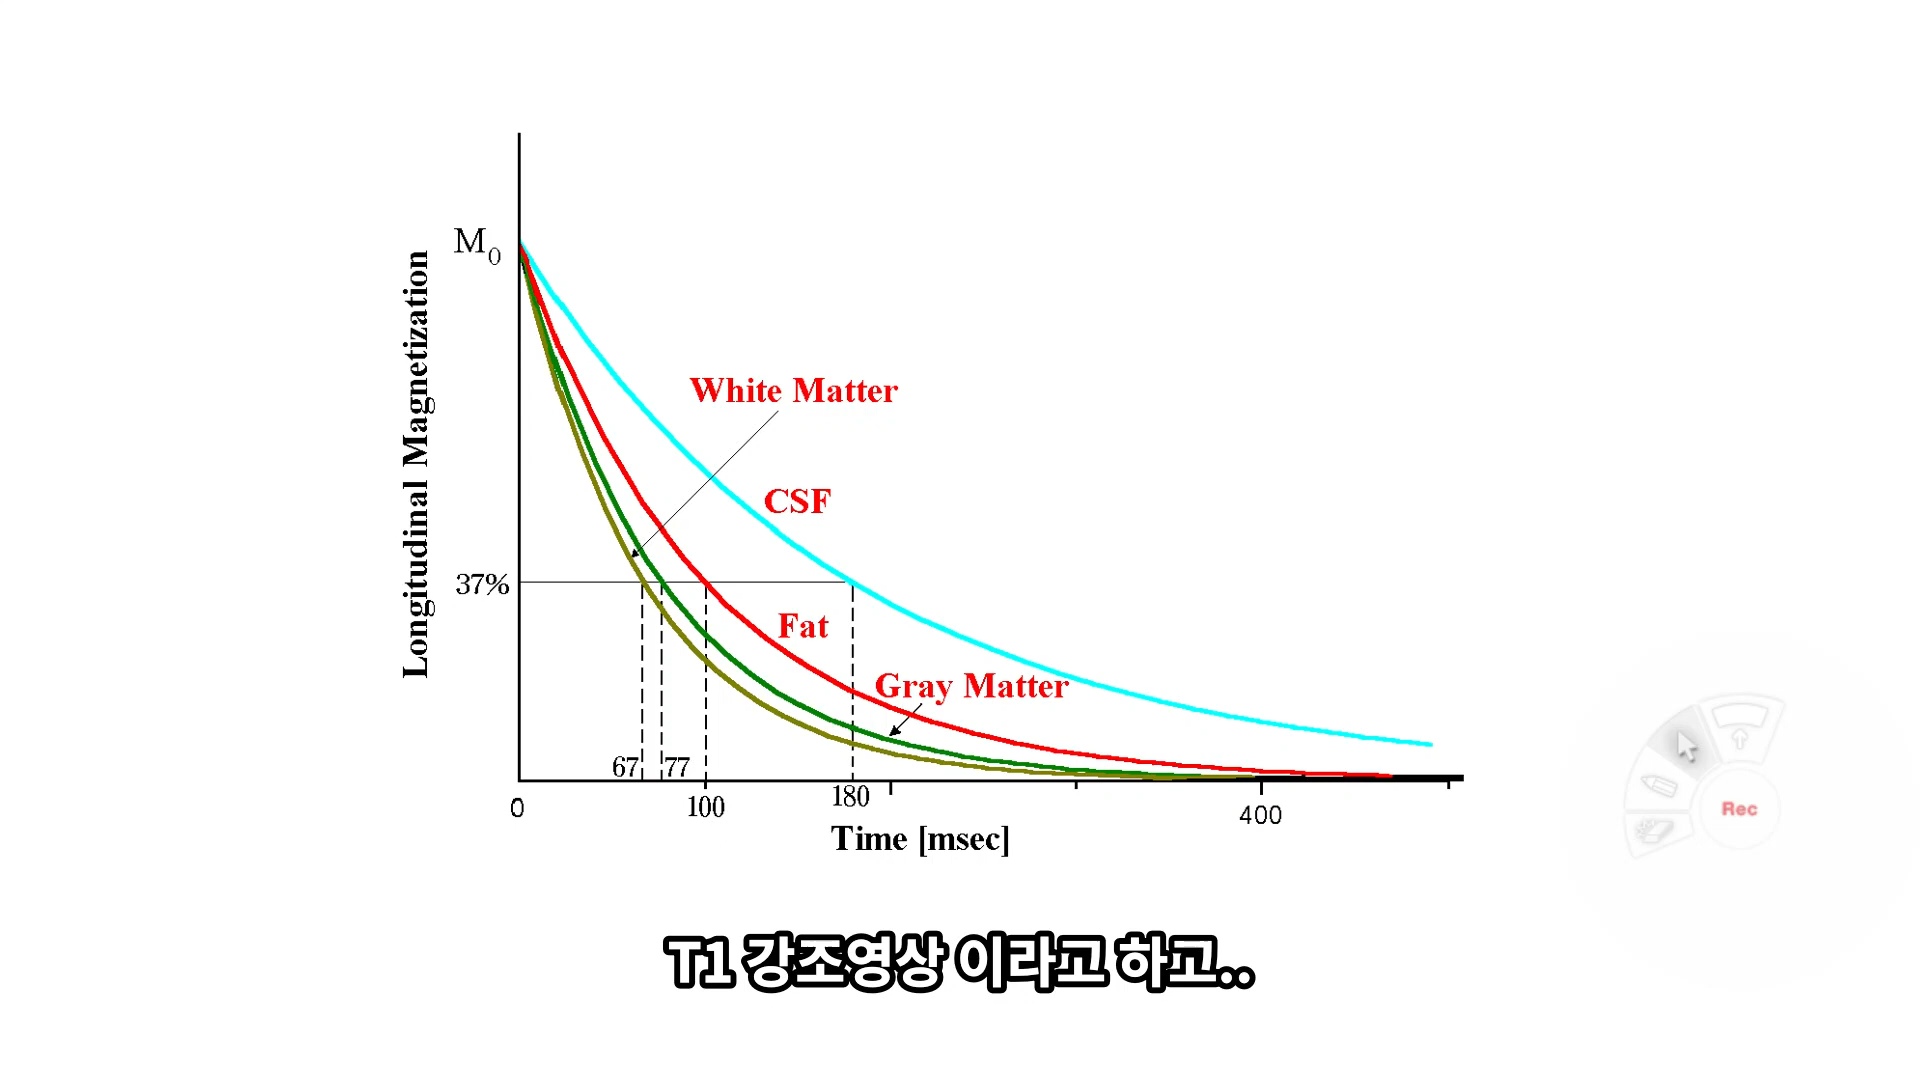 M0
Longitudinal Magnetization
White Matter
CSF
37%
Fat
Gray Matter
67
77
0
100
180
400
Time [msec]
Rec
T1 강조영상 이라고 하고..